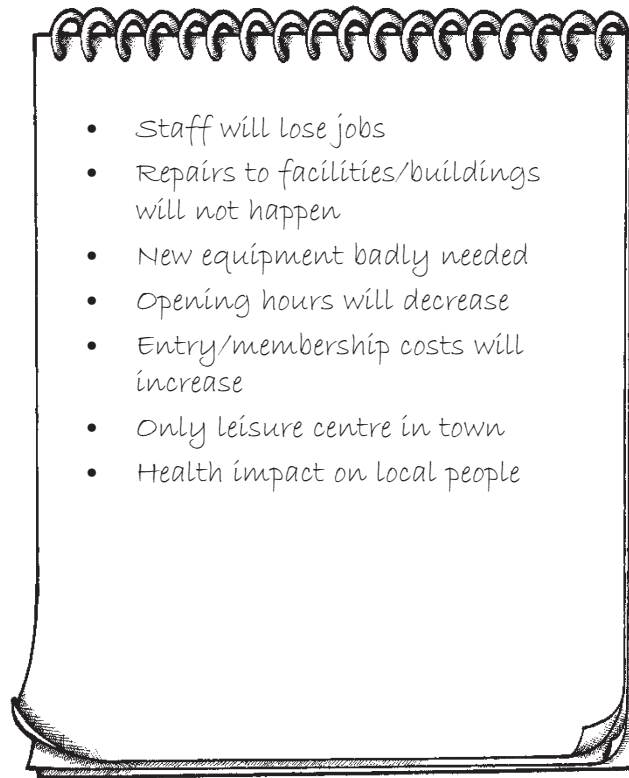 • Staff will lose jobs
• Repairs to facilities/buildings
will not happen
• New equipment badly needed
• Opening hours will decrease
• Entry/membership costs will
increase
• Only leisure centre in town
• Health impact on local people